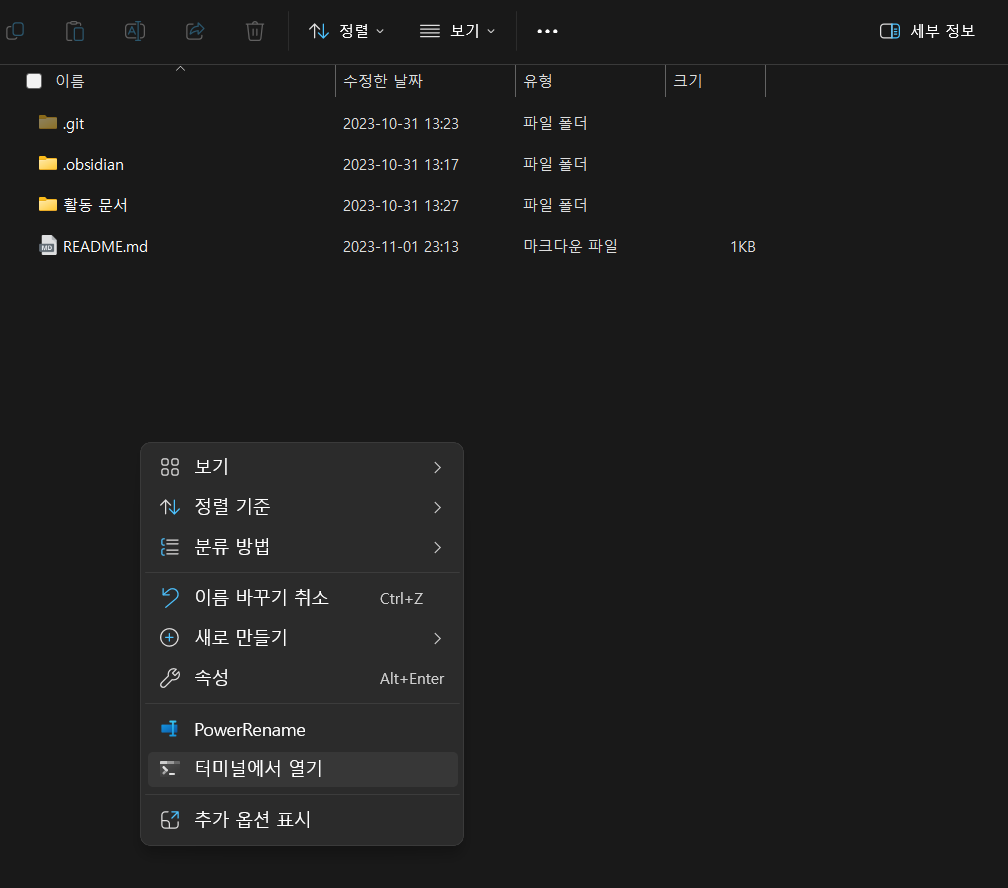 정렬 보기 ••• 세부 정보
이름 수정한 날짜 유형 크기
.git 2023-10-31 13:23 파일 폴더
.obsidian 2023-10-31 13:17 파일 폴더
활동 문서 2023-10-31 13:27 파일 폴더
README.md 2023-11-01 23:13 마크다운 파일 1KB
보기
정렬 기준
분류 방법
이름 바꾸기 취소 Ctrl+Z
새로 만들기
속성 Alt+Enter
PowerRename
터미널에서 열기
추가 옵션 표시